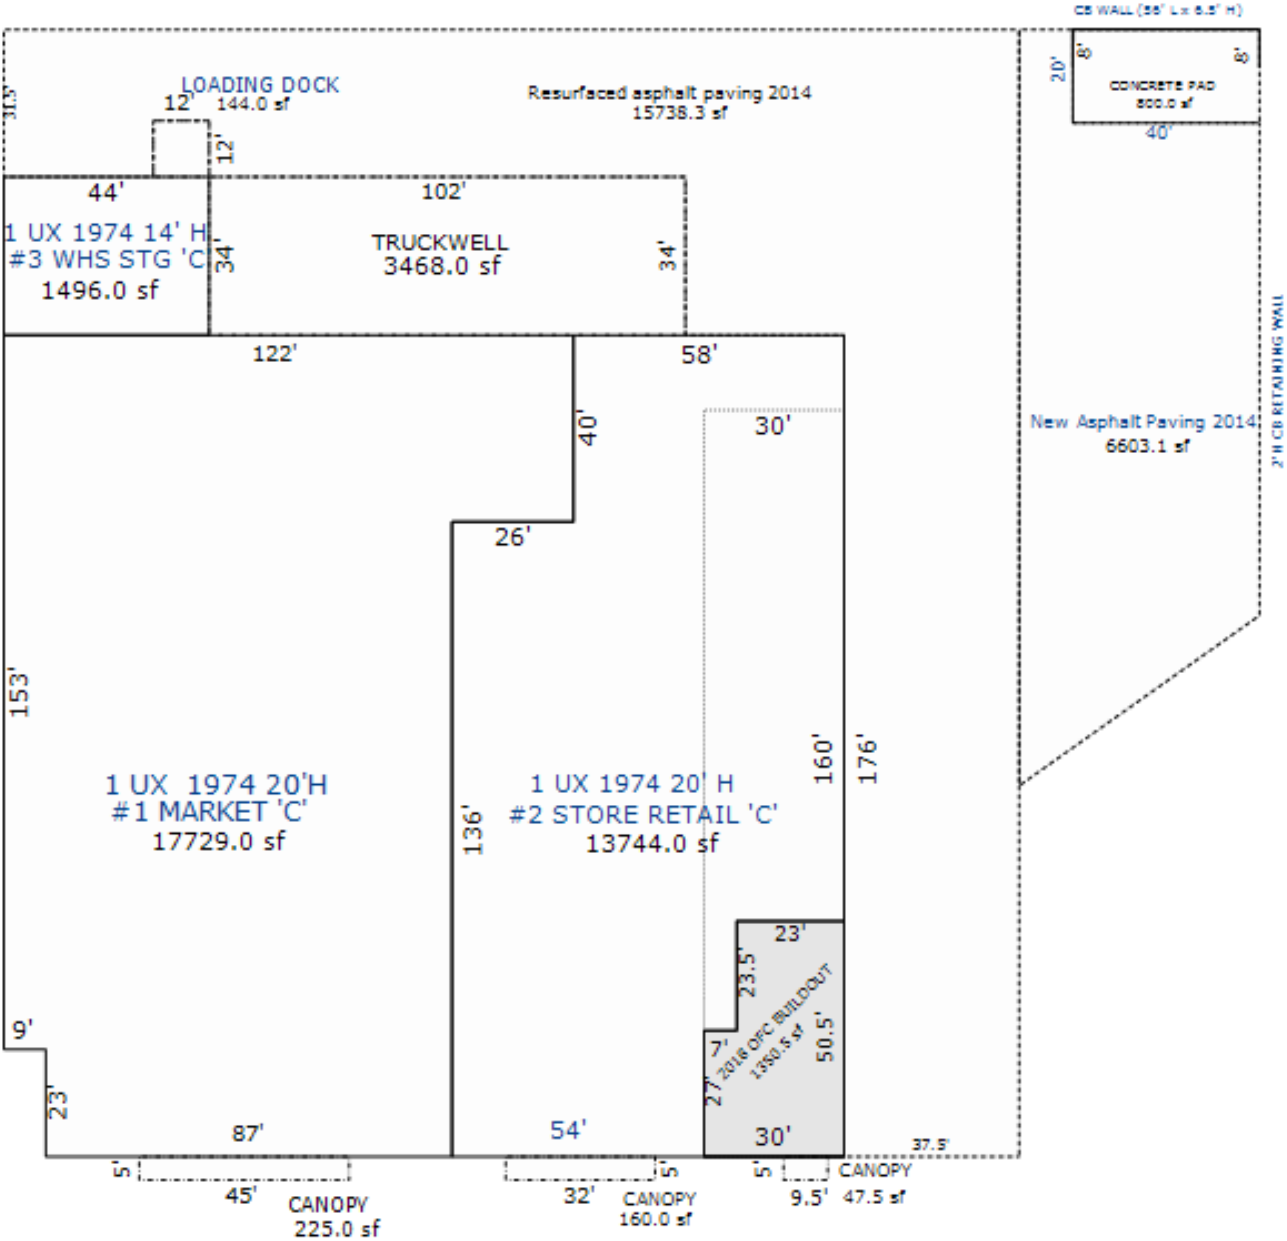 CB WALL (56' L x 6.5' H)
31.5'
LOADING DOCK
12'
144.0 sf
12'
Resurfaced asphalt paving 2014
15738.3 sf
20'
8'
8'
CONCRETE PAD
800.0 sf
40'
44'
102'
1 UX 1974 14' H
#3 WHS STG 'C'
1496.0 sf
34'
TRUCKWELL
3468.0 sf
34'
122'
58'
40'
30'
26'
New Asphalt Paving 2014
6603.1 sf
2' H CB RETAINING WALL
153'
160'
176'
1 UX 1974 20'H
#1 MARKET 'C'
17729.0 sf
136'
1 UX 1974 20' H
#2 STORE RETAIL 'C'
13744.0 sf
23'
23.5'
2018 OFC BUILDOUT
1350.5 sf
50.5'
7'
27'
30'
9'
23'
87'
54'
37.5'
5'
45'
CANOPY
225.0 sf
32'
5'
CANOPY
160.0 sf
5'
9.5'
CANOPY
47.5 sf